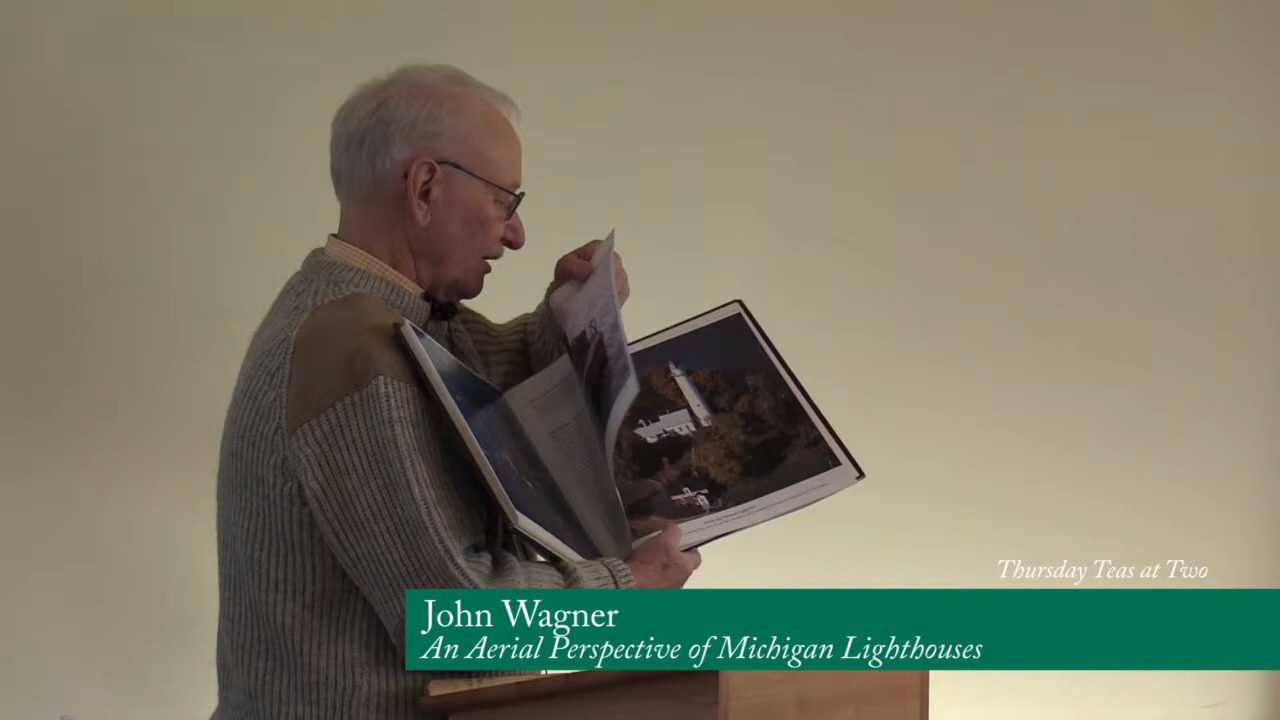 Thursday Teas at Two
John Wagner
An Aerial Perspective of Michigan Lighthouses